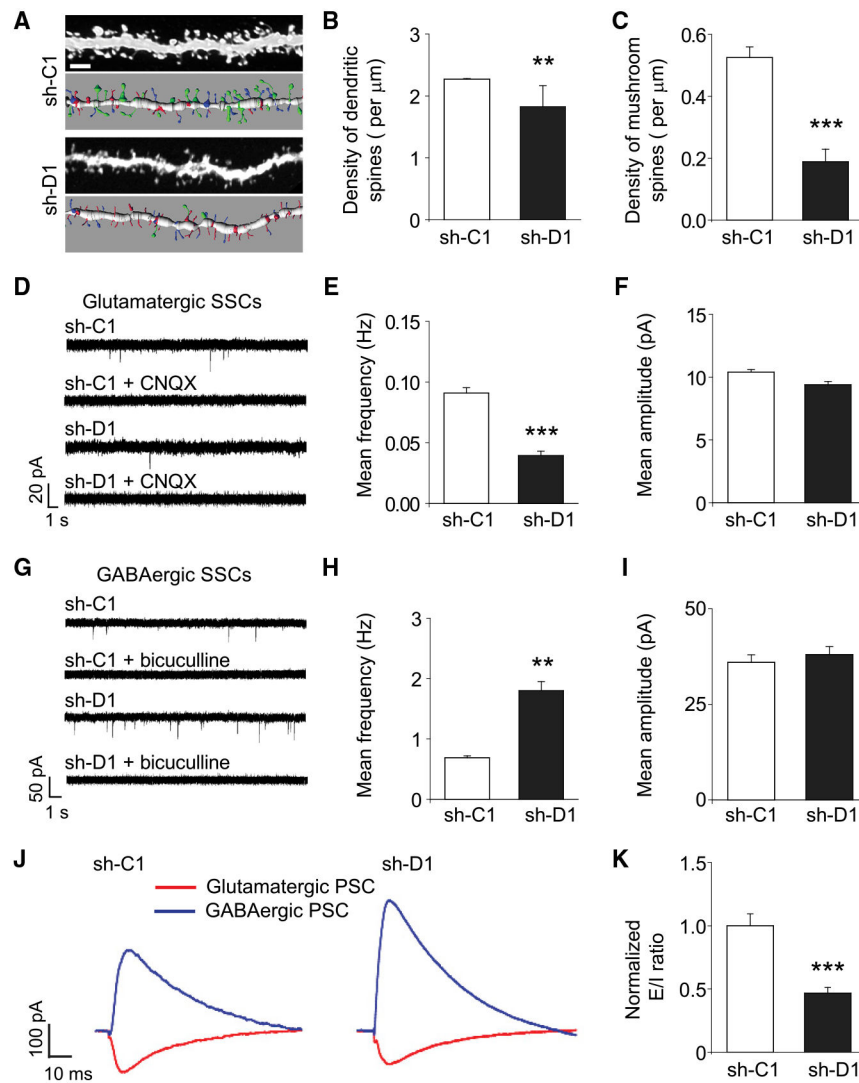 A
sh-C1
sh-D1
B
Density of dendritic
spines ( per µm)
3
2
1
0
**
sh-C1 sh-D1
C
Density of mushroom
spines ( per µm)
0.6
0.4
0.2
0.0
***
sh-C1 sh-D1
D
Glutamatergic SSCs
sh-C1
sh-C1 + CNQX
sh-D1
sh-D1 + CNQX
20 pA
1 s
E
Mean frequency (Hz)
0.15
0.10
0.05
0.00
***
sh-C1 sh-D1
F
Mean amplitude (pA)
15
10
5
0
sh-C1 sh-D1
G
GABAergic SSCs
sh-C1
sh-C1 + bicuculline
sh-D1
sh-D1 + bicuculline
50 pA
1 s
H
Mean frequency (Hz)
3
2
1
0
**
sh-C1 sh-D1
I
Mean amplitude (pA)
50
25
0
sh-C1 sh-D1
J
sh-C1 sh-D1
Glutamatergic PSC
GABAergic PSC
100 pA
10 ms
K
Normalized
E/I ratio
1.5
1.0
0.5
0
***
sh-C1 sh-D1